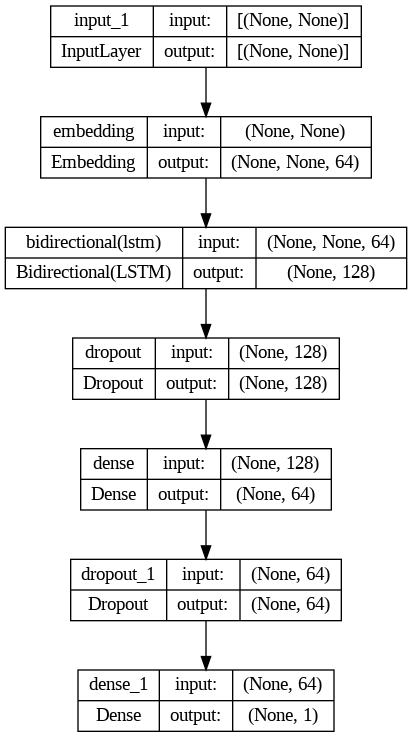 input_1 input: [(None, None)]
InputLayer output: [(None, None)]
embedding input: (None, None)
Embedding output: (None, None, 64)
bidirectional(lstm) input: (None, None, 64)
Bidirectional(LSTM) output: (None, 128)
dropout input: (None, 128)
Dropout output: (None, 128)
dense input: (None, 128)
Dense output: (None, 64)
dropout_1 input: (None, 64)
Dropout output: (None, 64)
dense_1 input: (None, 64)
Dense output: (None, 1)